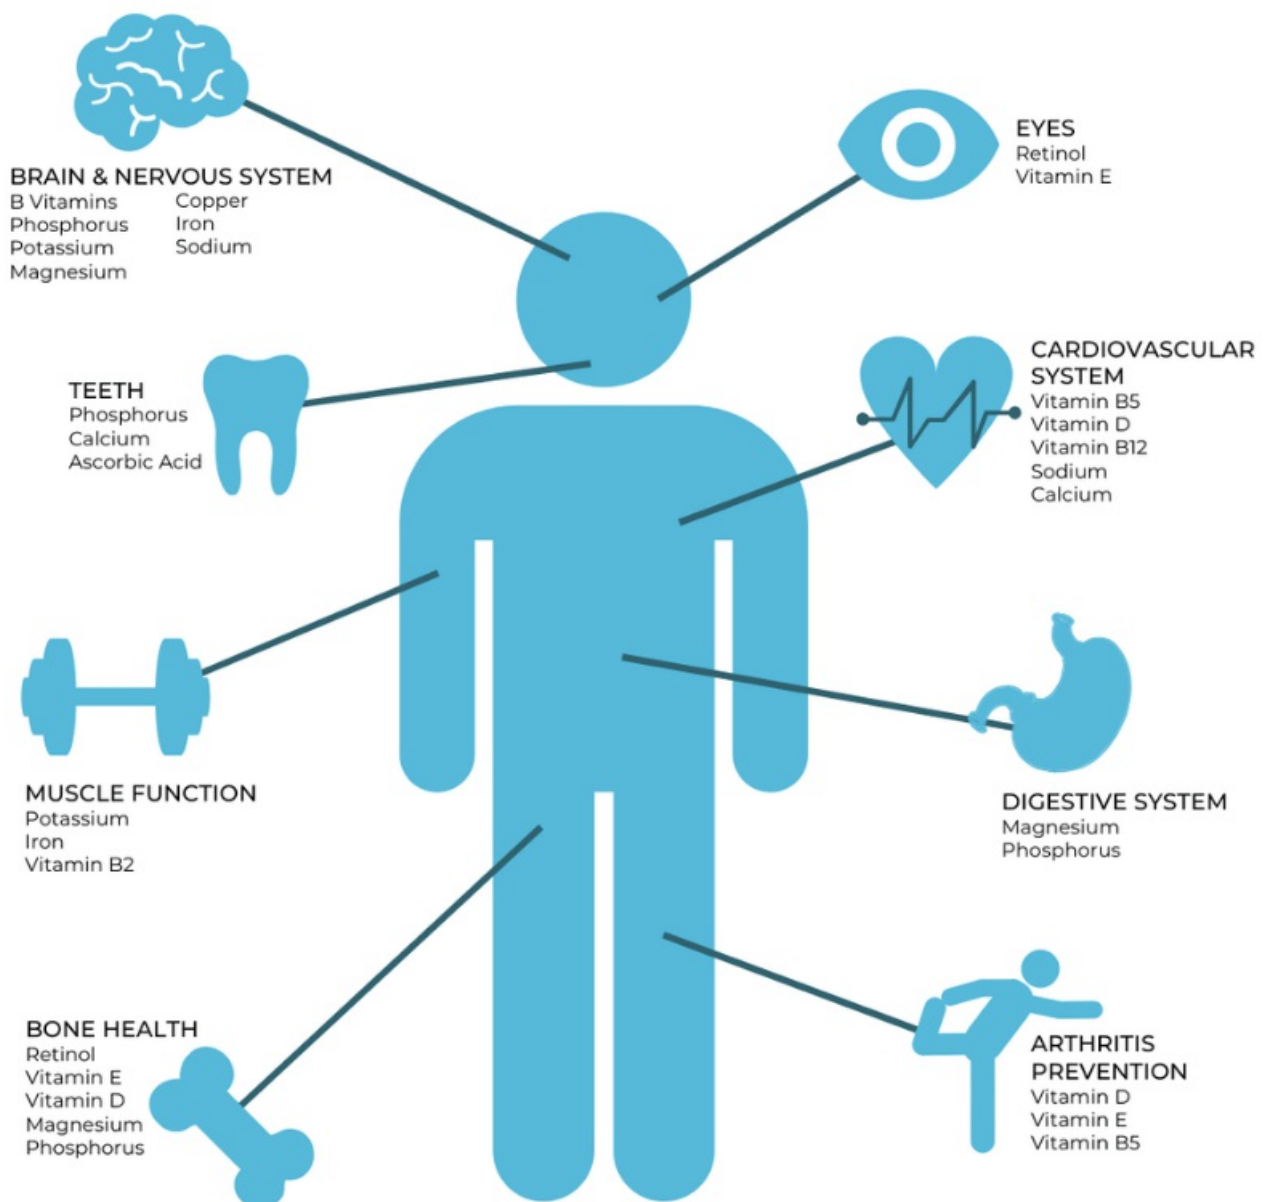 BRAIN & NERVOUS SYSTEM
B Vitamins
Phosphorus
Potassium
Magnesium
Copper
Iron
Sodium
EYES
Retinol
Vitamin E
TEETH
Phosphorus
Calcium
Ascorbic Acid
CARDIOVASCULAR
SYSTEM
Vitamin B5
Vitamin D
Vitamin B12
Sodium
Calcium
MUSCLE FUNCTION
Potassium
Iron
Vitamin B2
DIGESTIVE SYSTEM
Magnesium
Phosphorus
BONE HEALTH
Retinol
Vitamin E
Vitamin D
Magnesium
Phosphorus
ARTHRITIS
PREVENTION
Vitamin D
Vitamin E
Vitamin B5